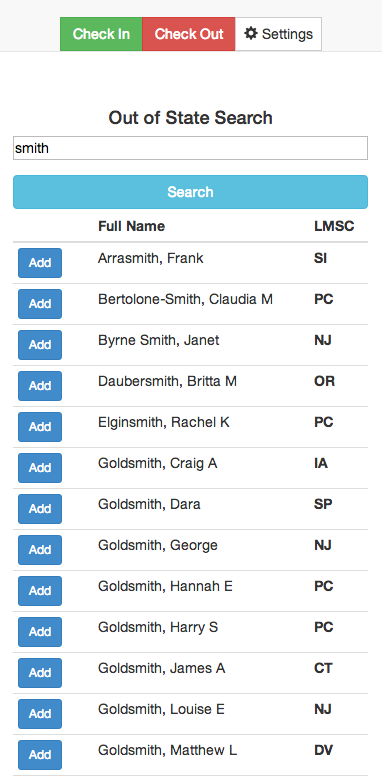 Check In Check Out Settings
Out of State Search
smith
Search
Full Name LMSC
Add Arrasmith, Frank SI
Add Bertolone-Smith, Claudia M PC
Add Byrne Smith, Janet NJ
Add Daubersmith, Britta M OR
Add Elginsmith, Rachel K PC
Add Goldsmith, Craig A IA
Add Goldsmith, Dara SP
Add Goldsmith, George NJ
Add Goldsmith, Hannah E PC
Add Goldsmith, Harry S PC
Add Goldsmith, James A CT
Add Goldsmith, Louise E NJ
Add Goldsmith, Matthew L DV